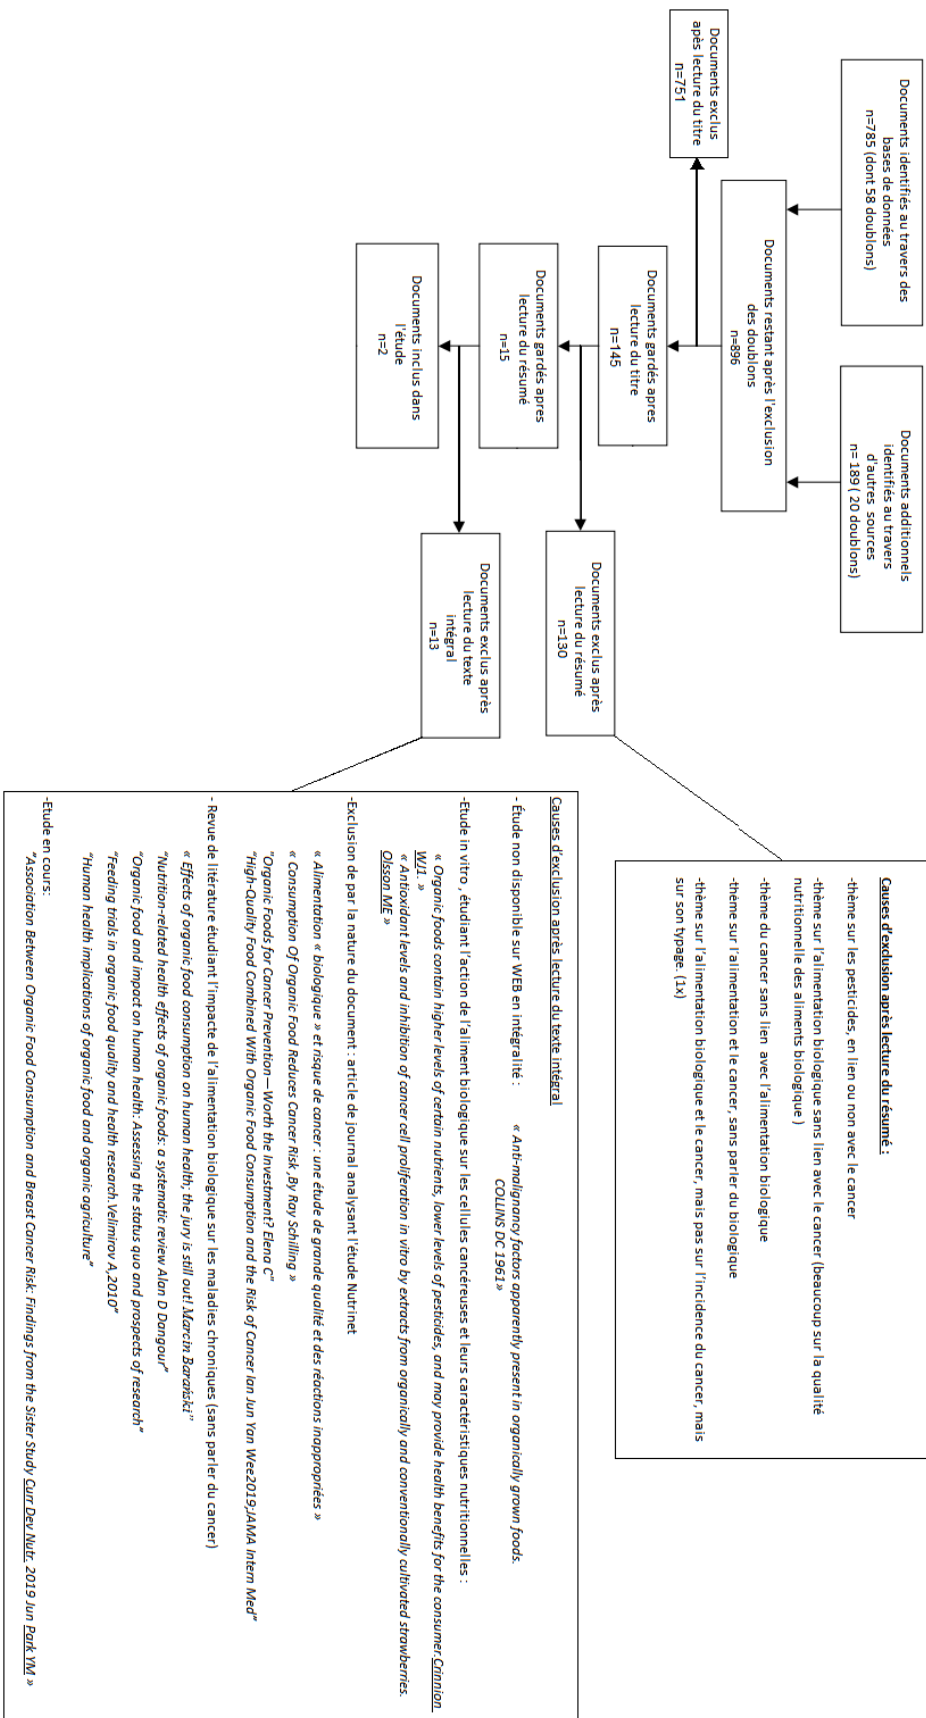 Documents identifiés au travers des
bases de données
n=785 (dont 58 doublons)
Documents additionnels
identifiés au travers
d'autres sources
n= 189 ( 20 doublons)
Documents restant après l'exclusion
des doublons
n=896
Documents exclus
apès lecture du titre
n=751
Documents gardés apres
lecture du titre
n=145
Documents exclus après
lecture du résumé
n=130
Documents gardés apres
lecture du résumé
n=15
Documents exclus après
lecture du texte
intégral
n=13
Documents inclus dans
l'étude
n=2
Causes d'exclusion après lecture du résumé :
-thème sur les pesticides, en lien ou non avec le cancer
-thème sur l'alimentation biologique sans lien avec le cancer (beaucoup sur la qualité
nutritionnelle des aliments biologique )
-thème du cancer sans lien avec l'alimentation biologique
-thème sur l'alimentation et le cancer, sans parler du biologique
-thème sur l'alimentation biologique et le cancer, mais pas sur l'incidence du cancer, mais
sur son typage. (1x)
Causes d'exclusion après lecture du texte intégral
- Étude non disponible sur WEB en intégralité : « Anti-malignancy factors apparently present in organically grown foods.
COLLINS DC 1961»
-Etude in vitro , étudiant l'action de l'aliment biologique sur les cellules cancéreuses et leurs caractéristiques nutritionnelles :
« Organic foods contain higher levels of certain nutrients, lower levels of pesticides, and may provide health benefits for the consumer.Crinnion
WJ1. »
« Antioxidant levels and inhibition of cancer cell proliferation in vitro by extracts from organically and conventionally cultivated strawberries.
Olsson ME »
-Exclusion de par la nature du document : article de journal analysant l'étude Nutrinet
« Alimentation « biologique » et risque de cancer : une étude de grande qualité et des réactions inappropriées »
« Consumption Of Organic Food Reduces Cancer Risk ,By Ray Schilling »
"Organic Foods for Cancer Prevention—Worth the Investment? Elena C"
"High-Quality Food Combined With Organic Food Consumption and the Risk of Cancer Ian Jun Yan Wee2019;JAMA Intern Med"
- Revue de litérature étudiant l'impacte de l'alimentation biologique sur les maladies chroniques (sans parler du cancer)
« Effects of organic food consumption on human health; the jury is still out! Marcin Barański"
"Nutrition-related health effects of organic foods: a systematic review Alan D Dangour"
"Organic food and impact on human health: Assessing the status quo and prospects of research"
"Feeding trials in organic food quality and health research.Velimirov A,2010"
"Human health implications of organic food and organic agriculture"
-Etude en cours:
"Association Between Organic Food Consumption and Breast Cancer Risk: Findings from the Sister Study Curr Dev Nutr. 2019 Jun Park YM »